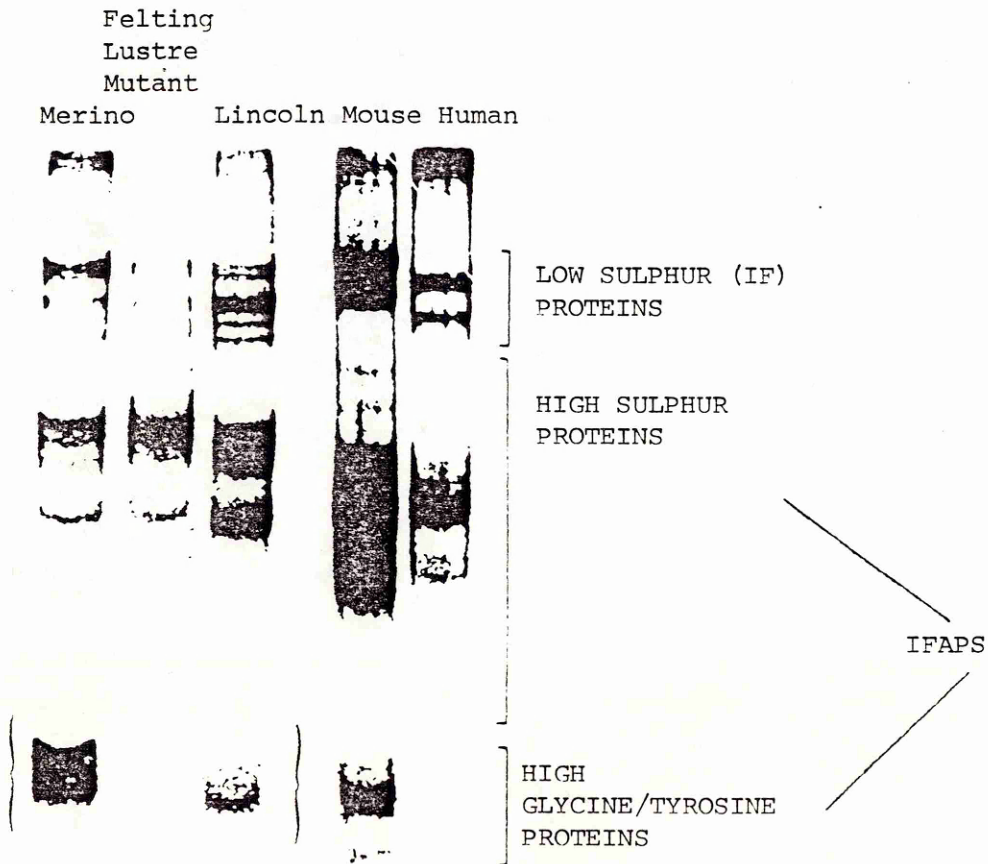 Felting
Lustre
Mutant
Merino Lincoln Mouse Human
LOW SULPHUR (IF)
PROTEINS
HIGH SULPHUR
PROTEINS
IFAPS
HIGH
GLYCINE/TYROSINE
PROTEINS